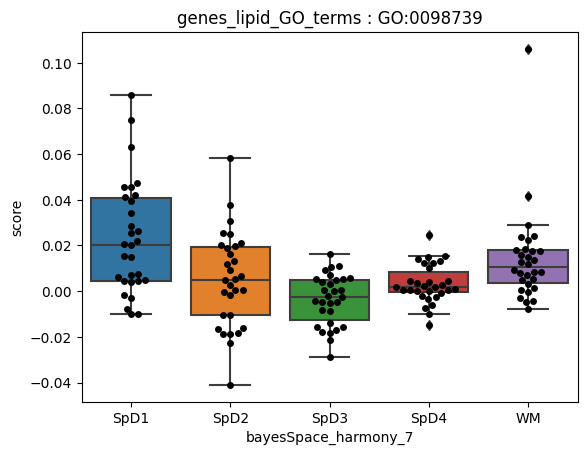 genes_lipid_GO_terms : GO:0098739
score
0.10
0.08
0.06
0.04
0.02
0.00
−0.02
−0.04
SpD1 SpD2 SpD3 SpD4 WM
bayesSpace_harmony_7